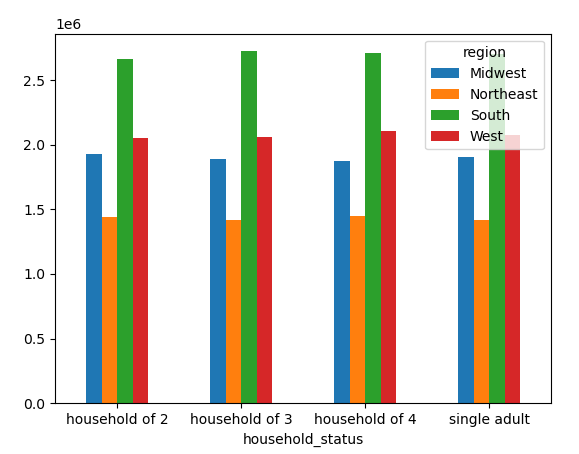 1e6
region
Midwest
Northeast
South
West
2.5
2.0
1.5
1.0
0.5
0.0
household of 2 household of 3 household of 4 single adult
household_status